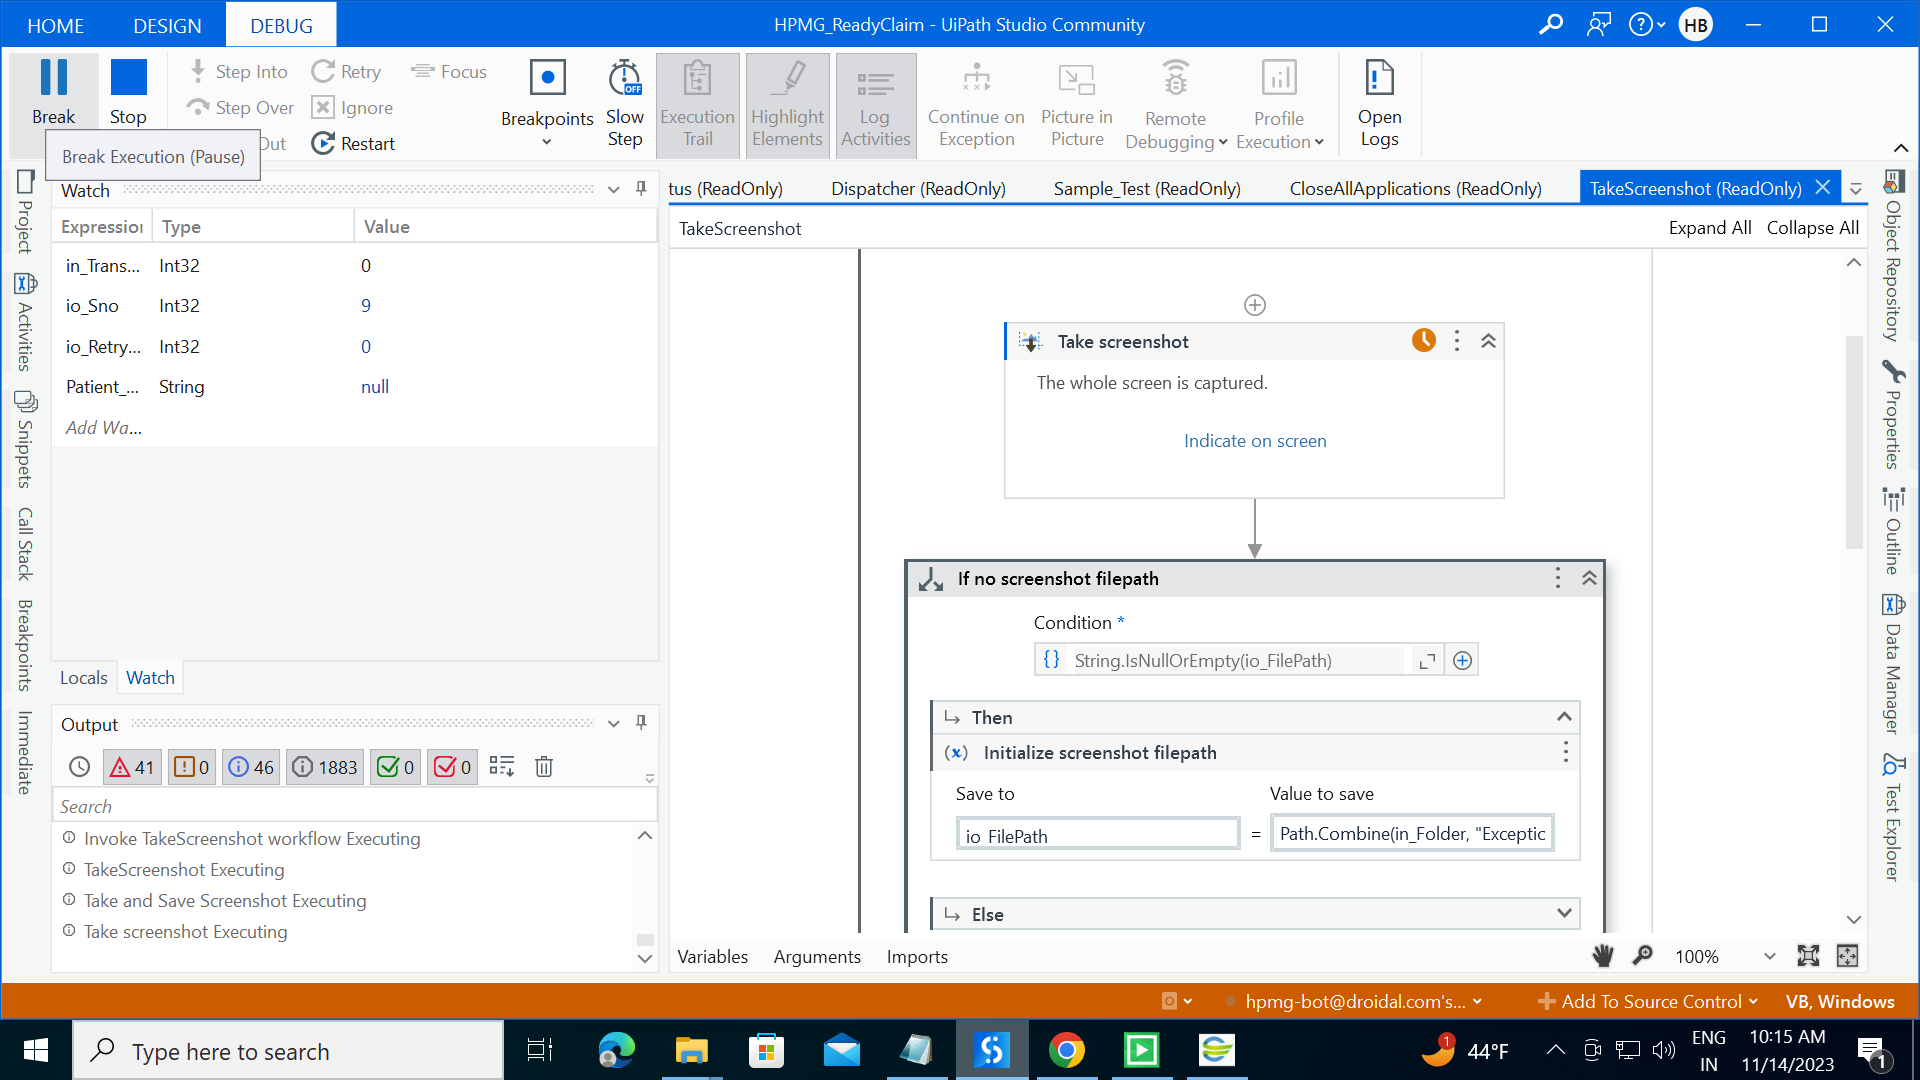 HOME
DESIGN
DEBUG
HPMG_ReadyClaim - UiPath Studio Community
HB
Break
Stop
Step Into
Step Over
Out
Retry
Ignore
Restart
Focus
Breakpoints
OFF
Slow
Step
Execution
Trail
Highlight
Elements
Log
Activities
Continue on
Exception
Picture in
Picture
Remote
Debugging
Profile
Execution
Open
Logs
Break Execution (Pause)
Project
Activities
Snippets
Call Stack
Breakpoints
Immediate
Watch
Expression
Type
Value
in_Trans...
Int32
0
io_Sno
Int32
9
io_Retry...
Int32
0
Patient_...
String
null
Add Wa...
Locals
Watch
Output
41
0
46
1883
0
0
Search
Invoke TakeScreenshot workflow Executing
TakeScreenshot Executing
Take and Save Screenshot Executing
Take screenshot Executing
tus (ReadOnly)
Dispatcher (ReadOnly)
Sample_Test (ReadOnly)
CloseAllApplications (ReadOnly)
TakeScreenshot (ReadOnly)
TakeScreenshot
Expand All
Collapse All
Take screenshot
The whole screen is captured.
Indicate on screen
If no screenshot filepath
Condition *
String.IsNullOrEmpty(io_FilePath)
Then
(x) Initialize screenshot filepath
Save to
Value to save
io_FilePath
=
Path.Combine(in_Folder, "Exceptic
Else
Variables
Arguments
Imports
100%
Object Repository
Properties
Outline
Data Manager
Test Explorer
hpmg-bot@droidal.com's...
Add To Source Control
VB, Windows
Type here to search
1
44°F
ENG
IN
10:15 AM
11/14/2023
1